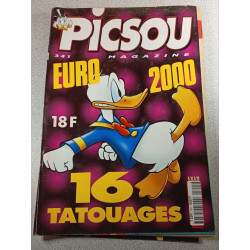 PICSOU
341 MAGAZINE
EURO 2000
18 F
16
TATOUAGES